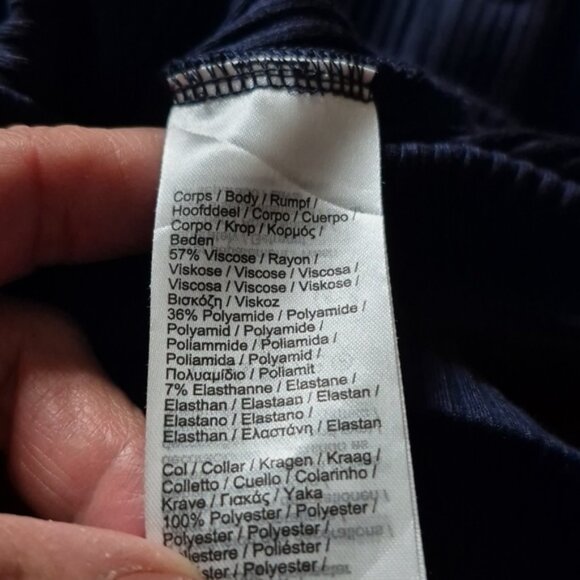 Corps / Body / Rumpf /
Hoofddeel / Corpo / Cuerpo /
Corpo / Krop / Κορμός /
Beden
57% Viscose / Rayon /
Viskose / Viscose / Viscosa /
Viscosa / Viscose / Viskose /
Βισκόζη / Viskoz
36% Polyamide / Polyamide /
Polyamid / Polyamide /
Poliammide / Poliamida /
Poliamida / Polyamid /
Πολυαμίδιο / Poliamit
7% Elasthanne / Elastane /
Elasthan / Elastaan / Elastan /
Elastano / Elastano /
Elasthan / Ελαστάνη / Elastan
Col / Collar / Kragen / Kraag /
Colletto / Cuello / Colarinho /
Krave / Γιακάς / Yaka
100% Polyester / Polyester /
Polyester / Polyester /
liestere / Poliéster /
ster / Polyester /